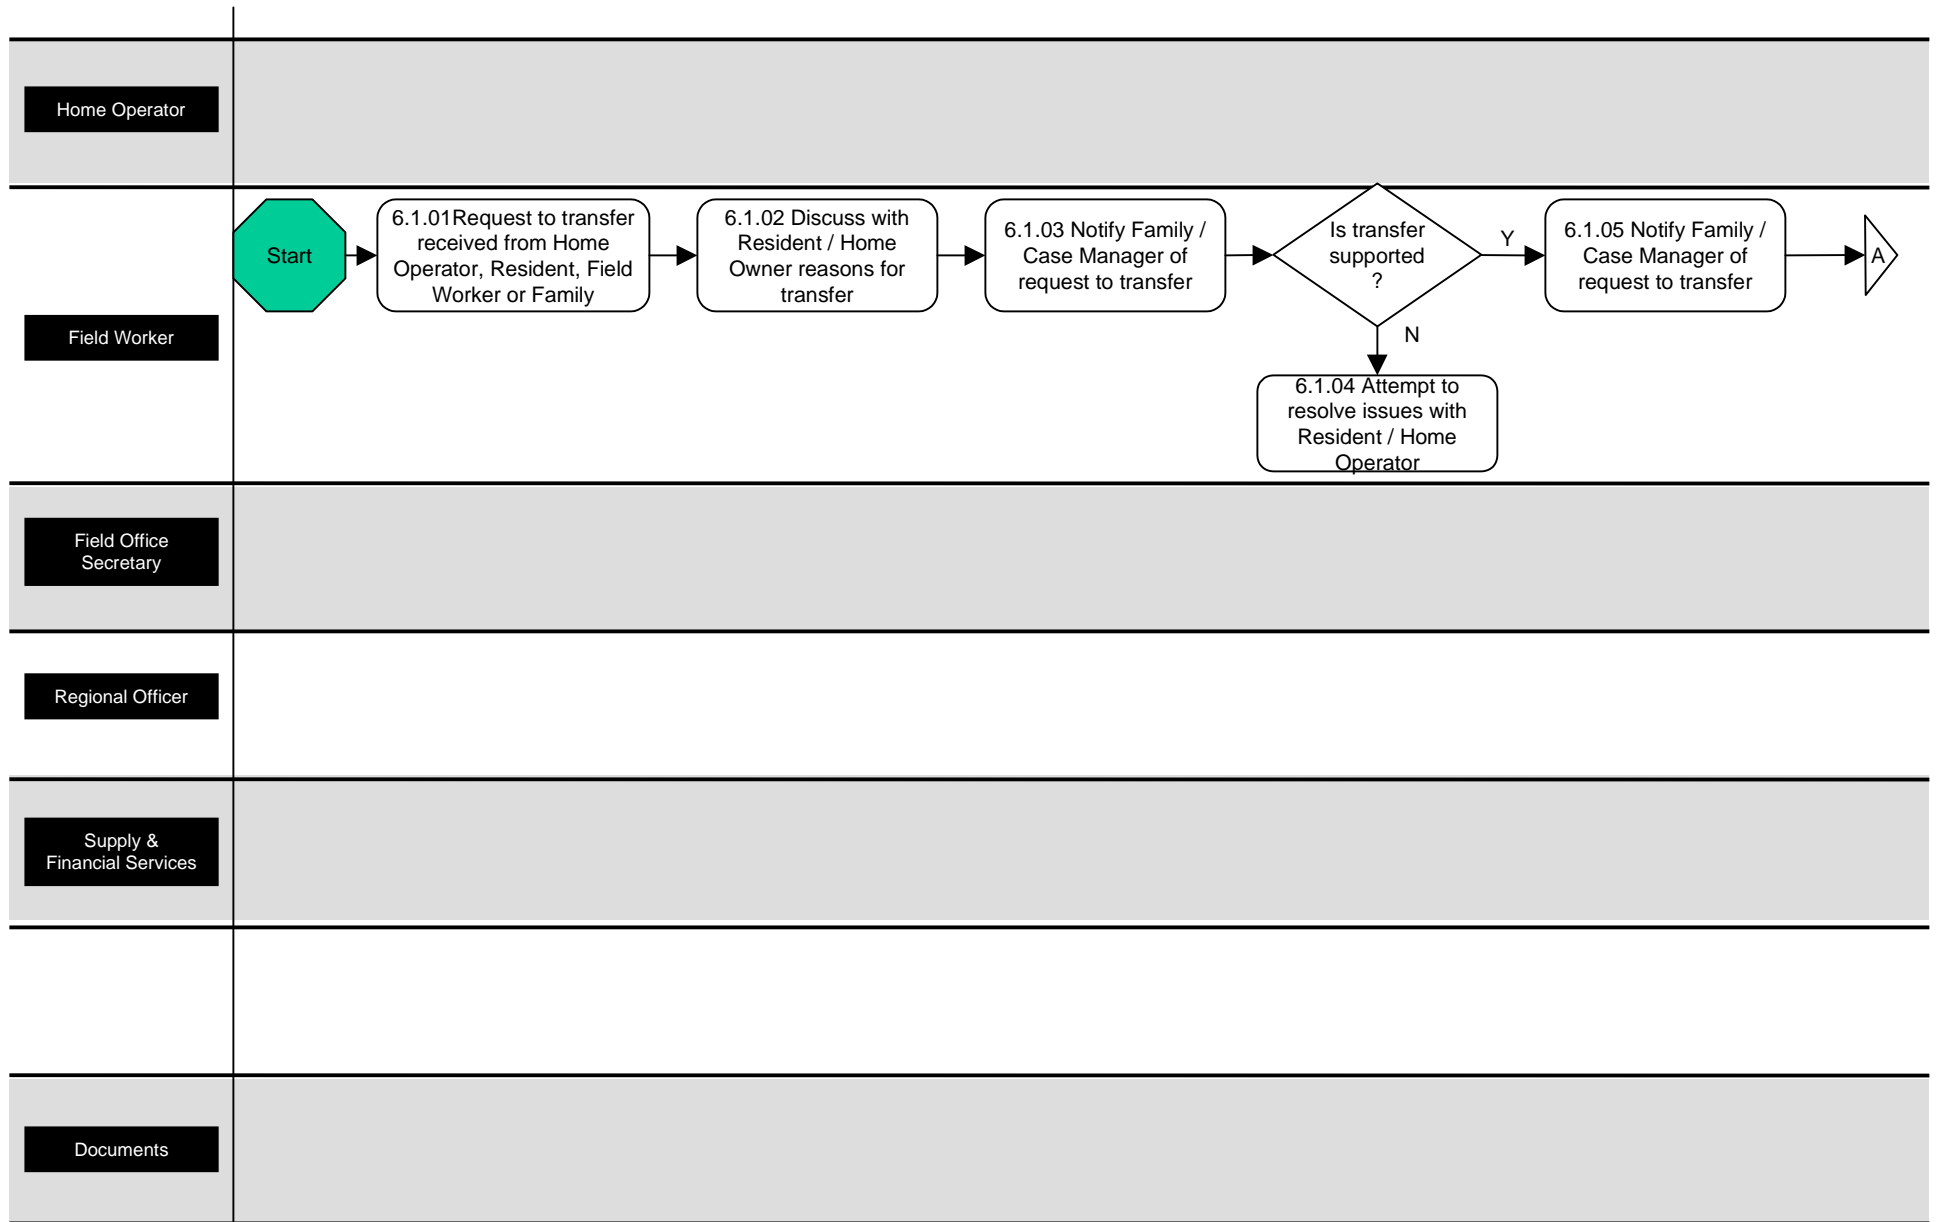 Home Operator
Start
6.1.01Request to transfer
received from Home
Operator, Resident, Field
Worker or Family
6.1.02 Discuss with
Resident / Home
Owner reasons for
transfer
6.1.03 Notify Family /
Case Manager of
request to transfer
Is transfer
supported
?
Y
6.1.05 Notify Family /
Case Manager of
request to transfer
A
Field Worker
N
6.1.04 Attempt to
resolve issues with
Resident / Home
Operator
Field Office
Secretary
Regional Officer
Supply &
Financial Services
Documents